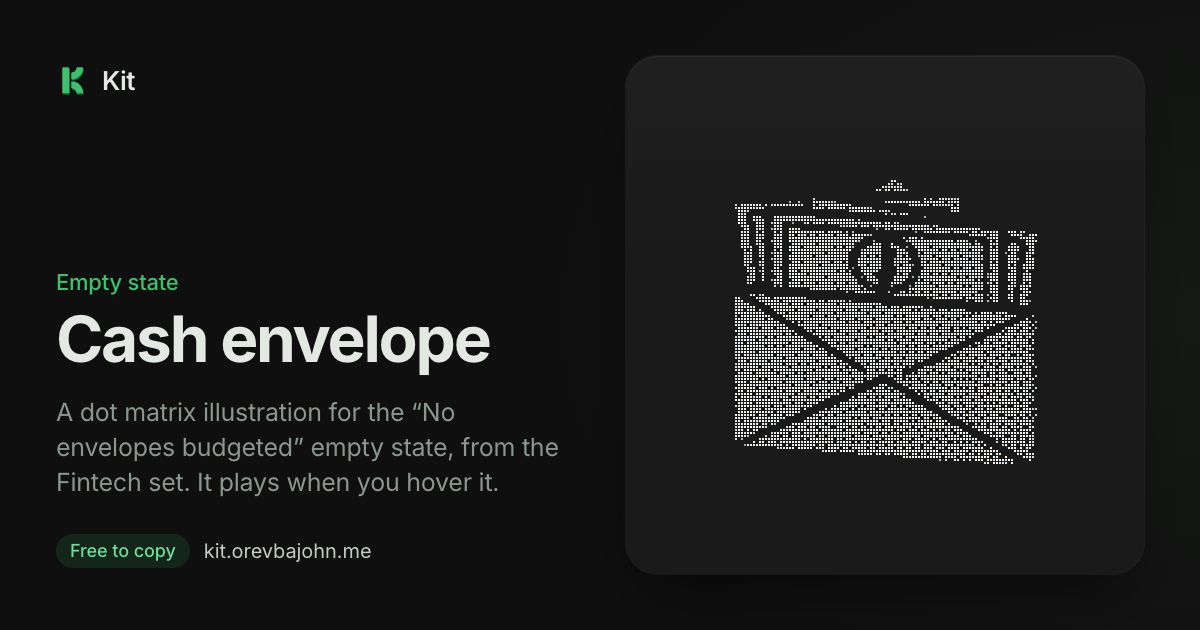 Kit
Empty state
Cash envelope
A dot matrix illustration for the “No
envelopes budgeted” empty state, from the
Fintech set. It plays when you hover it.
Free to copy
kit.orevbajohn.me